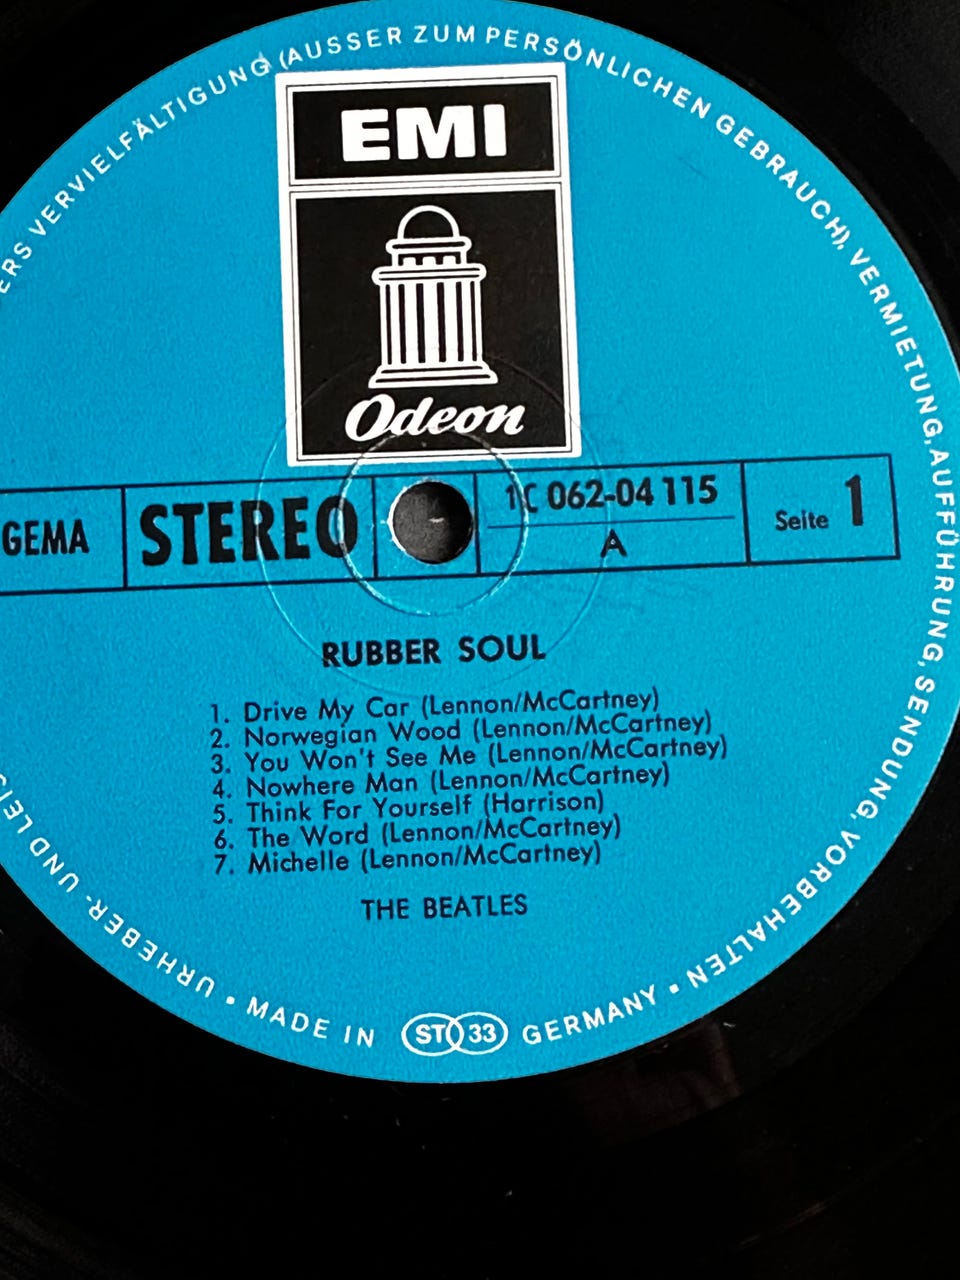 ERS VERVIELFÄLTIGUNG (AUSSER ZUM PERSÖNLICHEN GEBRAUCH), VERMIETUNG, AUFFÜHRUNG, SENDUNG, VORBEHALTEN •
EMI
Odeon
GEMA
STEREO
1C 062-04 115
A
Seite 1
RUBBER SOUL
1. Drive My Car (Lennon/McCartney)
2. Norwegian Wood (Lennon/McCartney)
3. You Won't See Me (Lennon/McCartney)
4. Nowhere Man (Lennon/McCartney)
5. Think For Yourself (Harrison)
6. The Word (Lennon/McCartney)
7. Michelle (Lennon/McCartney)
THE BEATLES
URHEBER- UND LEIS
• MADE IN ST 33 GERMANY